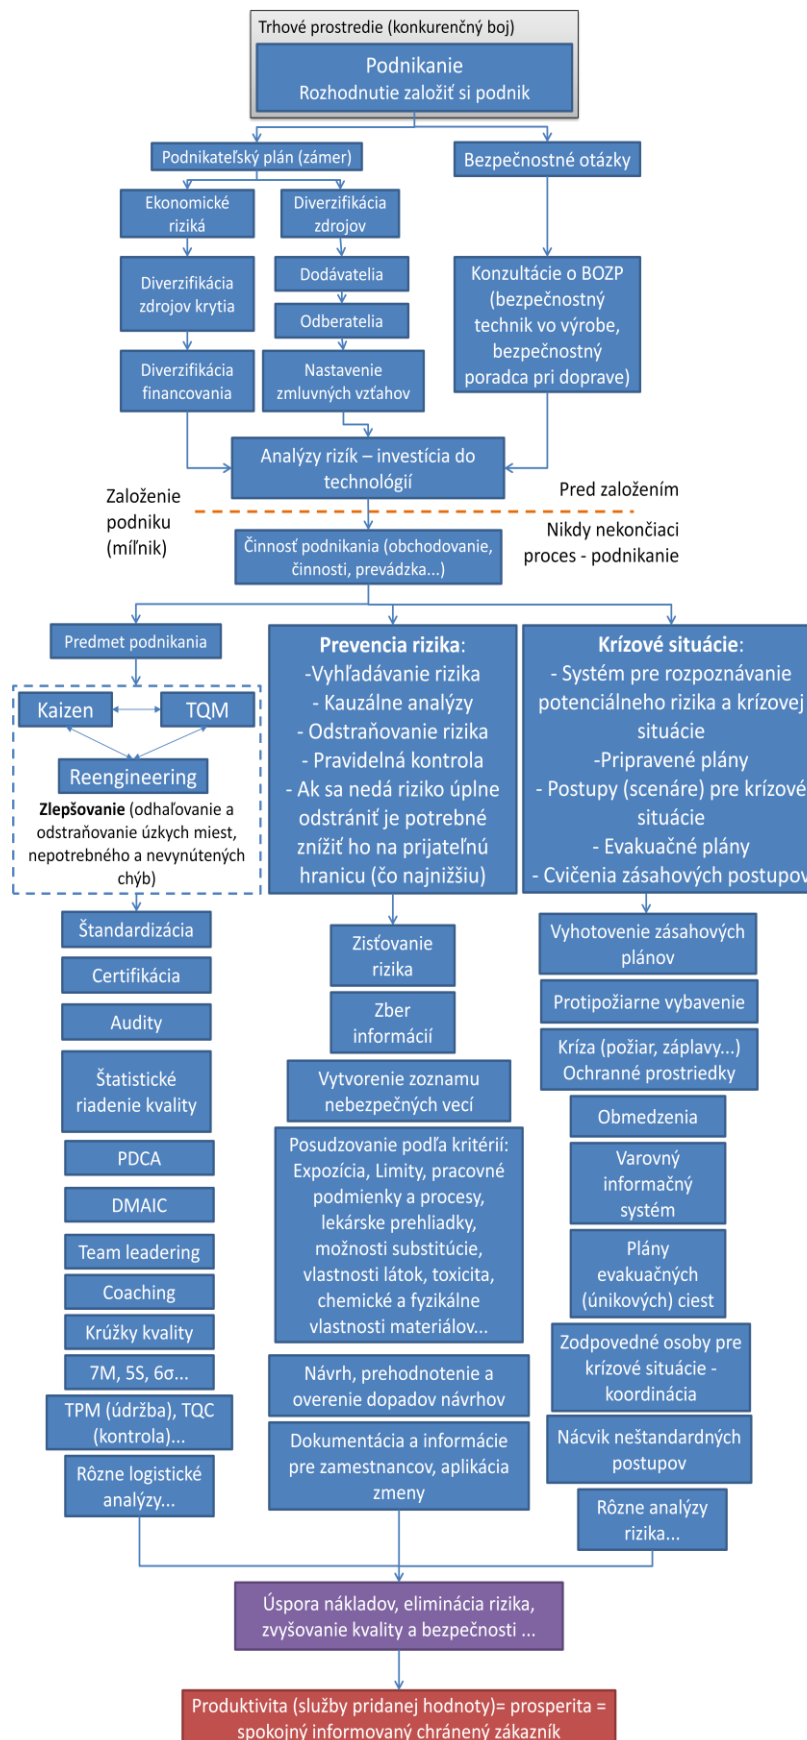 Trhové prostredie (konkurenčný boj)
Podnikanie
Rozhodnutie založiť si podnik
Podnikateľský plán (zámer)
Bezpečnostné otázky
Ekonomické
riziká
Diverzifikácia
zdrojov
Diverzifikácia
zdrojov krytia
Dodávatelia
Odberatelia
Konzultácie o BOZP
(bezpečnostný
technik vo výrobe,
bezpečnostný
poradca pri doprave)
Diverzifikácia
financovania
Nastavenie
zmluvných vzťahov
Analýzy rizík – investícia do
technológií
Založenie
podniku
(míľnik)
Pred založením
Nikdy nekončiaci
proces - podnikanie
Činnosť podnikania (obchodovanie,
činnosti, prevádzka...)
Predmet podnikania
Kaizen
TQM
Reengineering
Zlepšovanie (odhaľovanie a
odstraňovanie úzkych miest,
nepotrebného a nevynútených
chýb)
Štandardizácia
Certifikácia
Audity
Štatistické
riadenie kvality
PDCA
DMAIC
Team leadering
Coaching
Krúžky kvality
7M, 5S, 6σ...
TPM (údržba), TQC
(kontrola)...
Rôzne logistické
analýzy...
Prevencia rizika:
-Vyhľadávanie rizika
- Kauzálne analýzy
- Odstraňovanie rizika
- Pravidelná kontrola
- Ak sa nedá riziko úplne
odstrániť je potrebné
znížiť ho na prijateľnú
hranicu (čo najnižšiu)
Zisťovanie
rizika
Zber
informácií
Vytvorenie zoznamu
nebezpečných vecí
Posudzovanie podľa kritérií:
Expozícia, Limity, pracovné
podmienky a procesy,
lekárske prehliadky,
možnosti substitúcie,
vlastnosti látok, toxicita,
chemické a fyzikálne
vlastnosti materiálov...
Návrh, prehodnotenie a
overenie dopadov návrhov
Dokumentácia a informácie
pre zamestnancov, aplikácia
zmeny
Krízové situácie:
- Systém pre rozpoznávanie
potenciálneho rizika a krízovej
situácie
-Pripravené plány
- Postupy (scenáre) pre krízové
situácie
- Evakuačné plány
- Cvičenia zásahových postupov
Vyhotovenie zásahových
plánov
Protipožiarne vybavenie
Kríza (požiar, záplavy...)
Ochranné prostriedky
Obmedzenia
Varovný
informačný
systém
Plány
evakuačných
(únikových) ciest
Zodpovedné osoby pre
krízové situácie -
koordinácia
Nácvik neštandardných
postupov
Rôzne analýzy
rizika...
Úspora nákladov, eliminácia rizika,
zvyšovanie kvality a bezpečnosti ...
Produktivita (služby pridanej hodnoty)= prosperita =
spokojný informovaný chránený zákazník